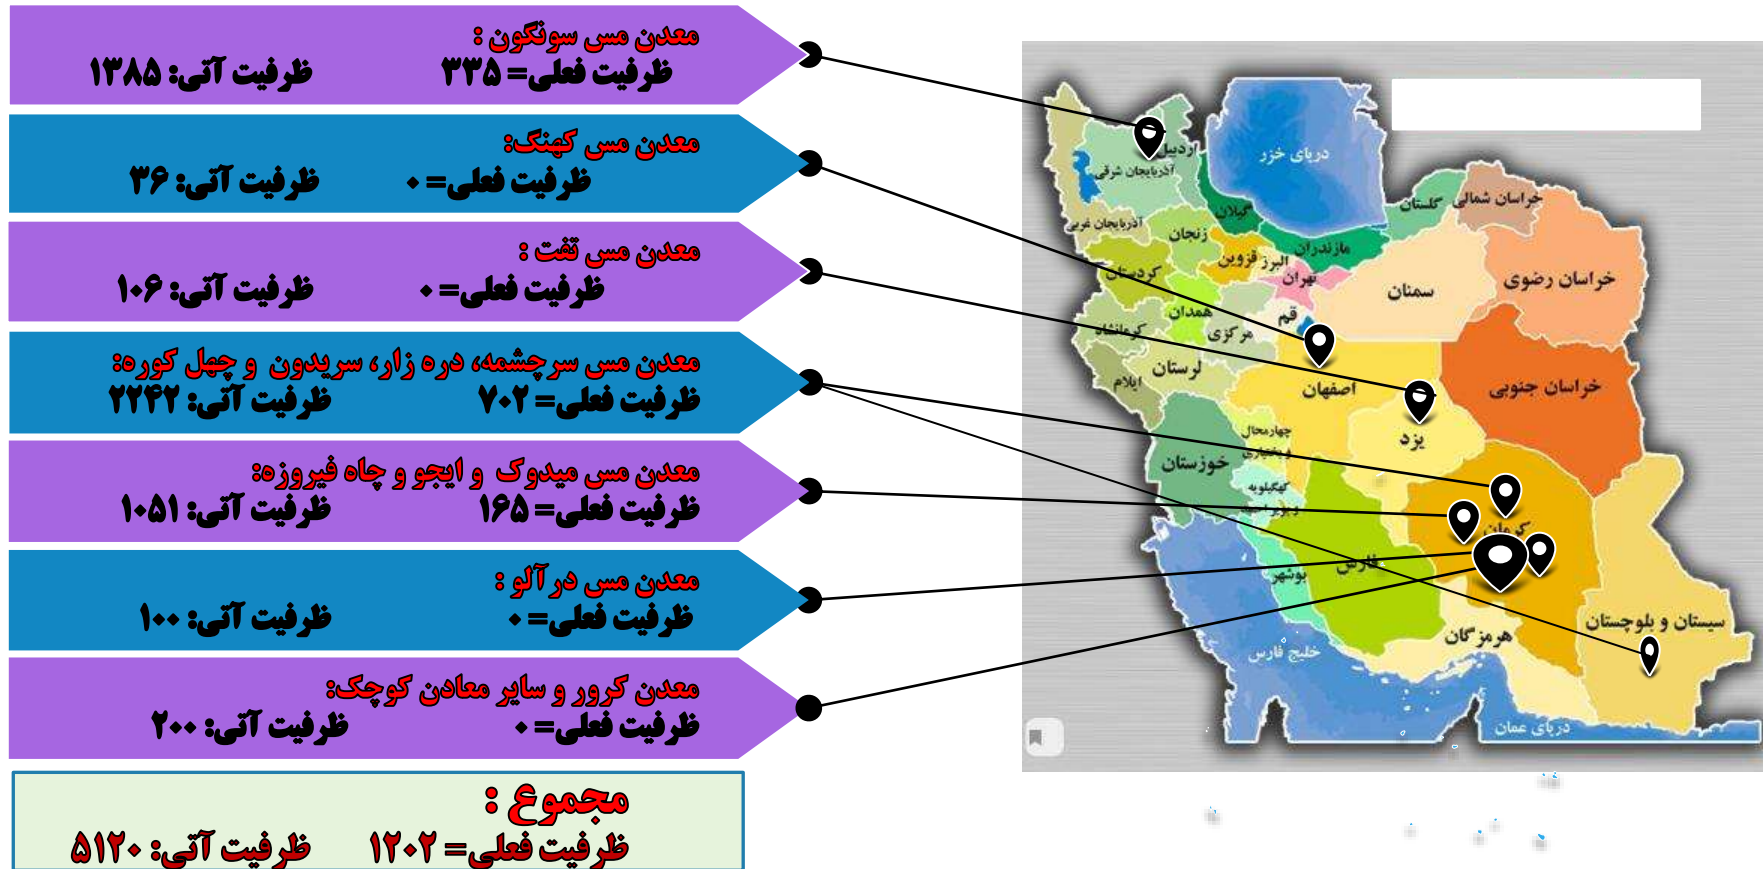 معدن مس سونگون :
ظرفیت فعلی= ۳۳۵ ظرفیت آتی: ۱۳۸۵
معدن مس کهنگ:
ظرفیت فعلی= ۰ ظرفیت آتی: ۳۶
معدن مس تفت :
ظرفیت فعلی= ۰ ظرفیت آتی: ۱۰۶
معدن مس سرچشمه، دره زار، سریدون و چهل کوره:
ظرفیت فعلی= ۷۰۲ ظرفیت آتی: ۲۲۴۲
معدن مس میدوک و ایجو و چاه فیروزه:
ظرفیت فعلی= ۱۶۵ ظرفیت آتی: ۱۰۵۱
معدن مس درآلو :
ظرفیت فعلی= ۰ ظرفیت آتی: ۱۰۰
معدن کرور و سایر معادن کوچک:
ظرفیت فعلی= ۰ ظرفیت آتی: ۲۰۰
مجموع :
ظرفیت فعلی= ۱۲۰۲ ظرفیت آتی: ۵۱۲۰
دریای خزر
اردبیل
آذربایجان شرقی
آذربایجان غربی
گیلان
زنجان
مازندران
گلستان
خراسان شمالی
خراسان رضوی
سمنان
تهران
البرز
قزوین
کردستان
همدان
قم
مرکزی
کرمانشاه
لرستان
ایلام
اصفهان
خراسان جنوبی
یزد
چهارمحال
و بختیاری
خوزستان
کهگیلویه
کرمان
فارس
بوشهر
هرمزگان
سیستان و بلوچستان
خلیج فارس
دریای عمان